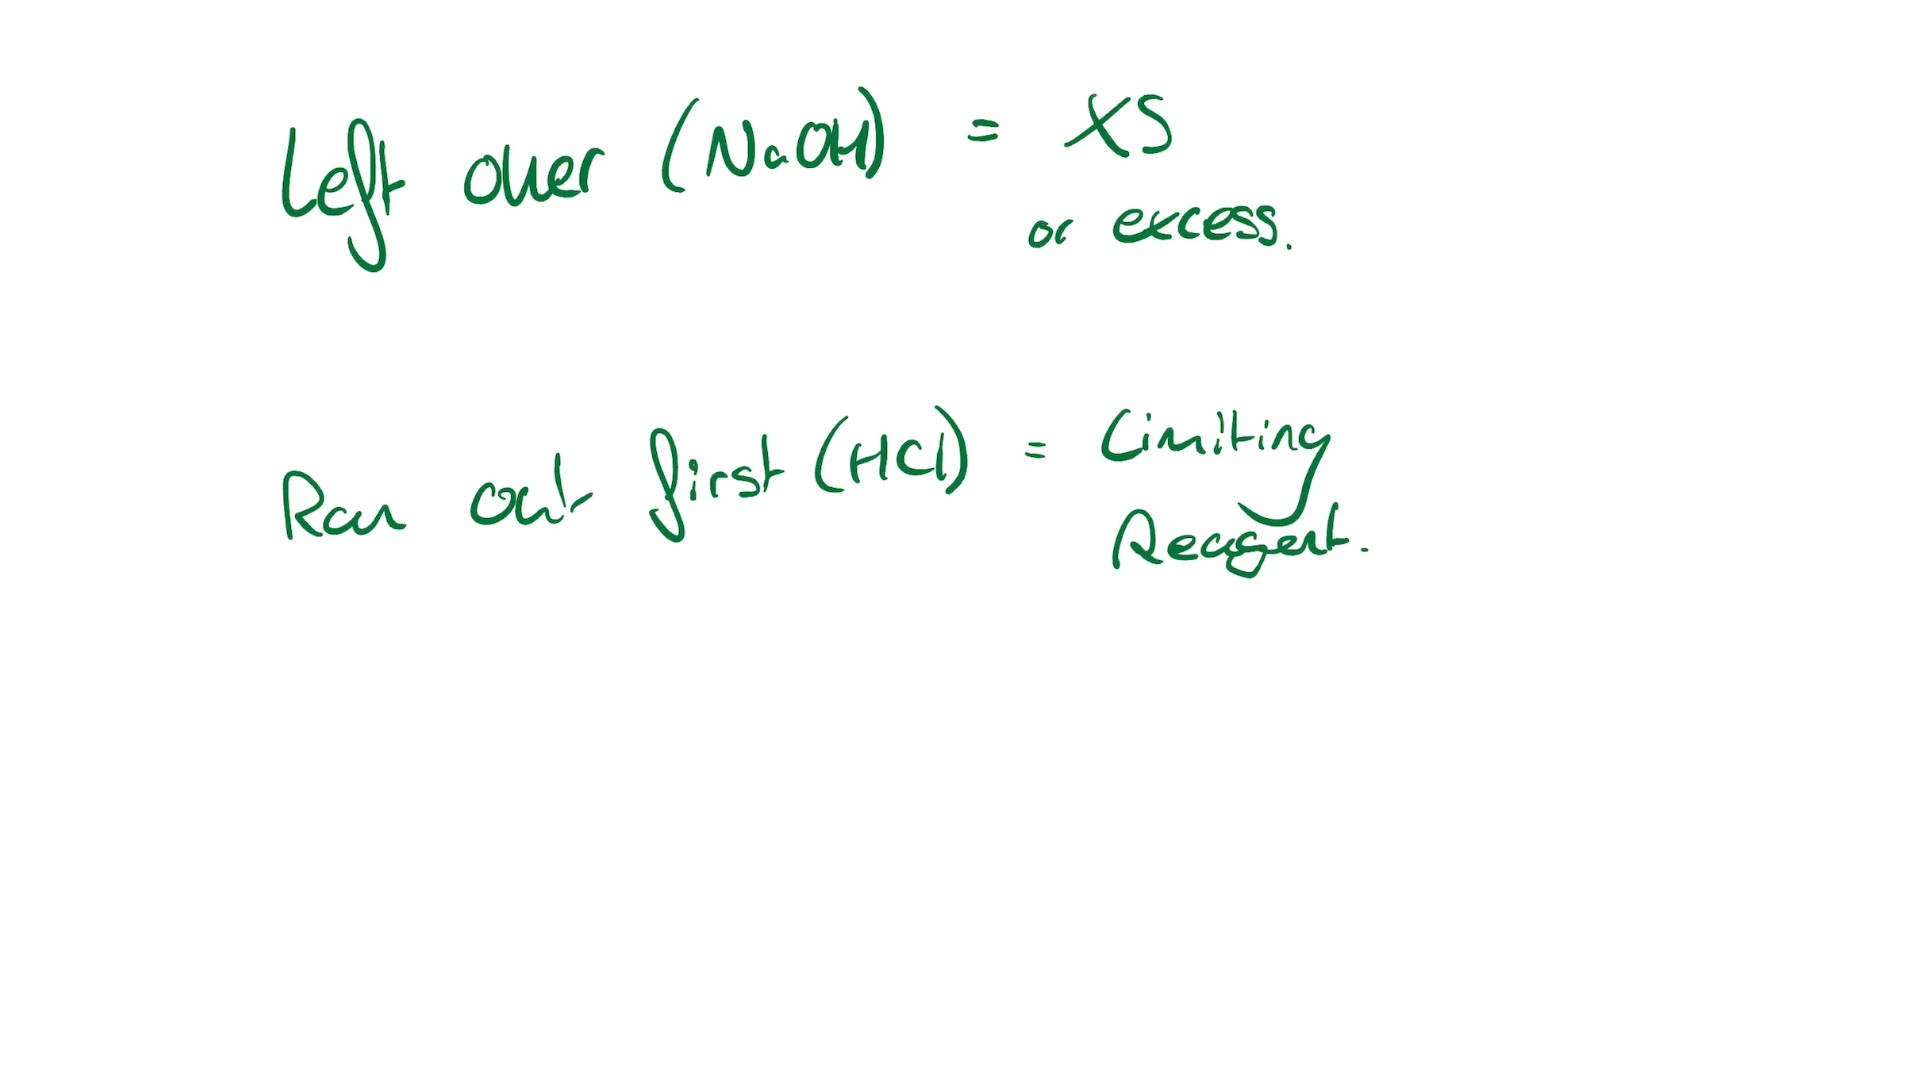 Left over (NaOH) = XS
or excess.
Ran out first (HCl) = Limiting
Reagent.